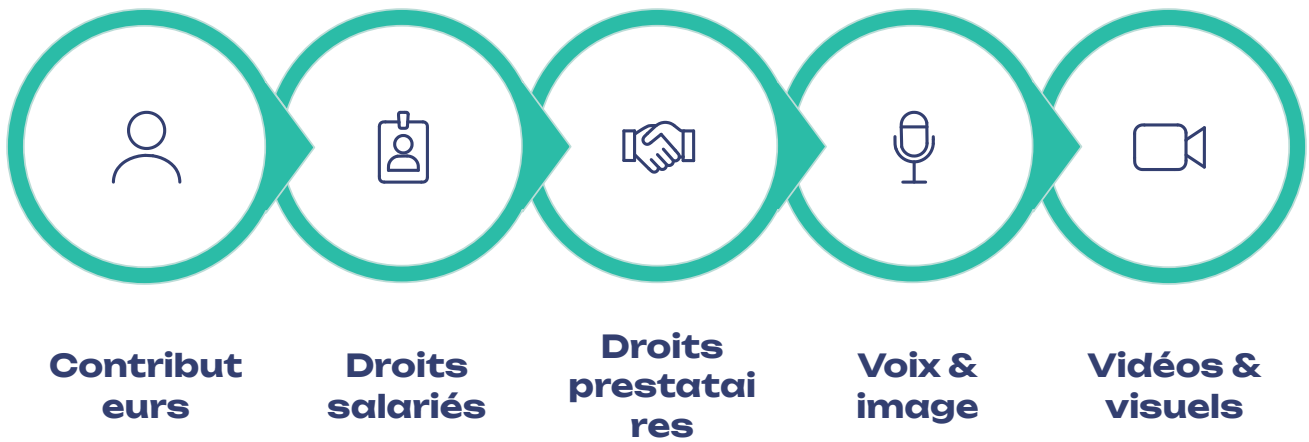 Contribut
eurs
Droits
salariés
Droits
prestatai
res
Voix &
image
Vidéos &
visuels